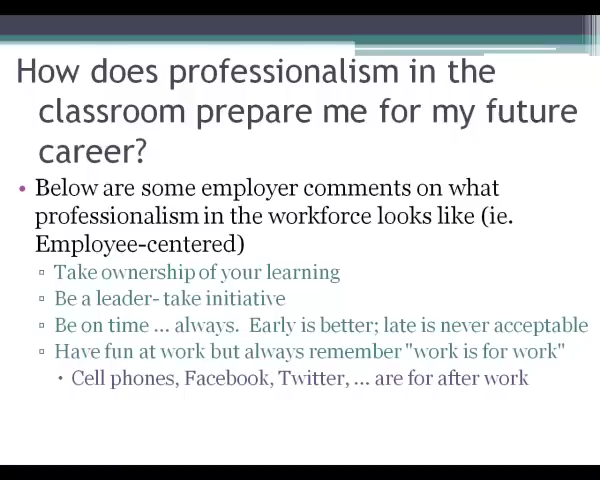 How does professionalism in the
classroom prepare me for my future
career?
• Below are some employer comments on what
professionalism in the workforce looks like (ie.
Employee-centered)
▫ Take ownership of your learning
▫ Be a leader- take initiative
▫ Be on time ... always.  Early is better; late is never acceptable
▫ Have fun at work but always remember "work is for work"
▪ Cell phones, Facebook, Twitter, ... are for after work